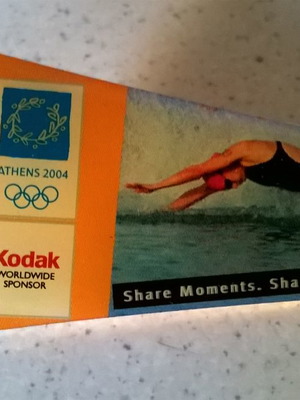 ATHENS 2004
Kodak
WORLDWIDE
SPONSOR
Share Moments. Sha